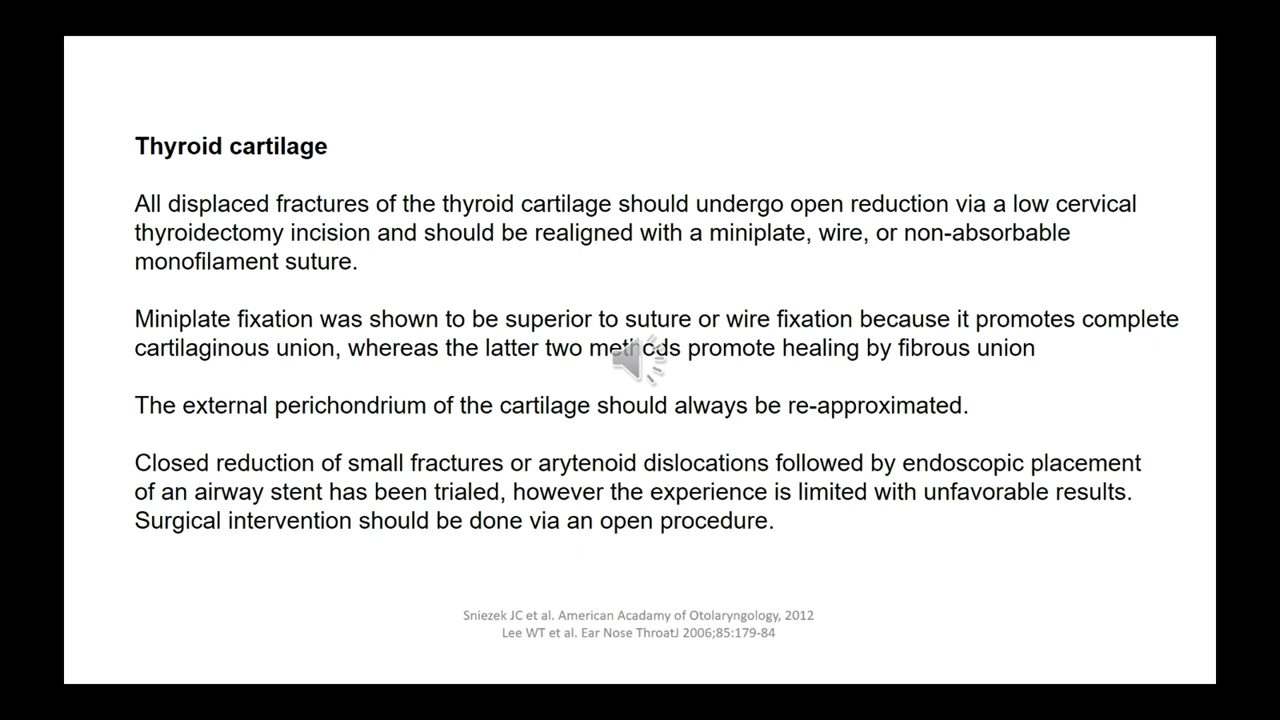 Thyroid cartilage
All displaced fractures of the thyroid cartilage should undergo open reduction via a low cervical
thyroidectomy incision and should be realigned with a miniplate, wire, or non-absorbable
monofilament suture.
Miniplate fixation was shown to be superior to suture or wire fixation because it promotes complete
cartilaginous union, whereas the latter two methods promote healing by fibrous union
The external perichondrium of the cartilage should always be re-approximated.
Closed reduction of small fractures or arytenoid dislocations followed by endoscopic placement
of an airway stent has been trialed, however the experience is limited with unfavorable results.
Surgical intervention should be done via an open procedure.
Sniezek JC et al. American Acadamy of Otolaryngology, 2012
Lee WT et al. Ear Nose ThroatJ 2006;85:179-84